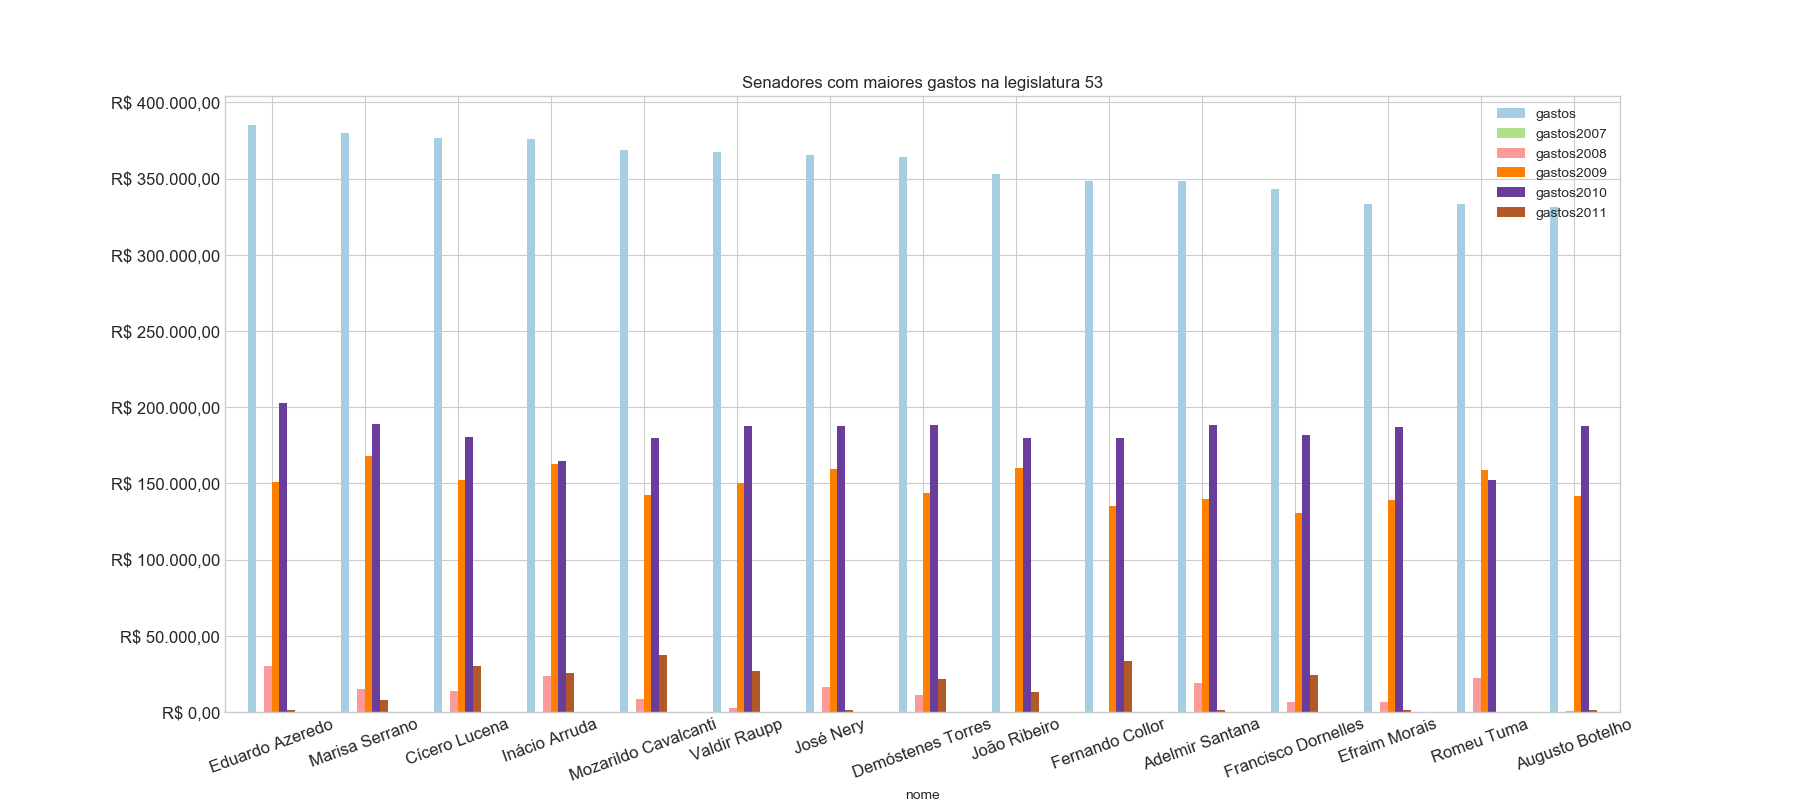 Senadores com maiores gastos na legislatura 53
R$ 400.000,00
R$ 350.000,00
R$ 300.000,00
R$ 250.000,00
R$ 200.000,00
R$ 150.000,00
R$ 100.000,00
R$ 50.000,00
R$ 0,00
gastos
gastos2007
gastos2008
gastos2009
gastos2010
gastos2011
Eduardo Azeredo
Marisa Serrano
Cícero Lucena
Inácio Arruda
Mozarildo Cavalcanti
Valdir Raupp
José Nery
Demóstenes Torres
João Ribeiro
Fernando Collor
Adelmir Santana
Francisco Dornelles
Efraim Morais
Romeu Tuma
Augusto Botelho
nome